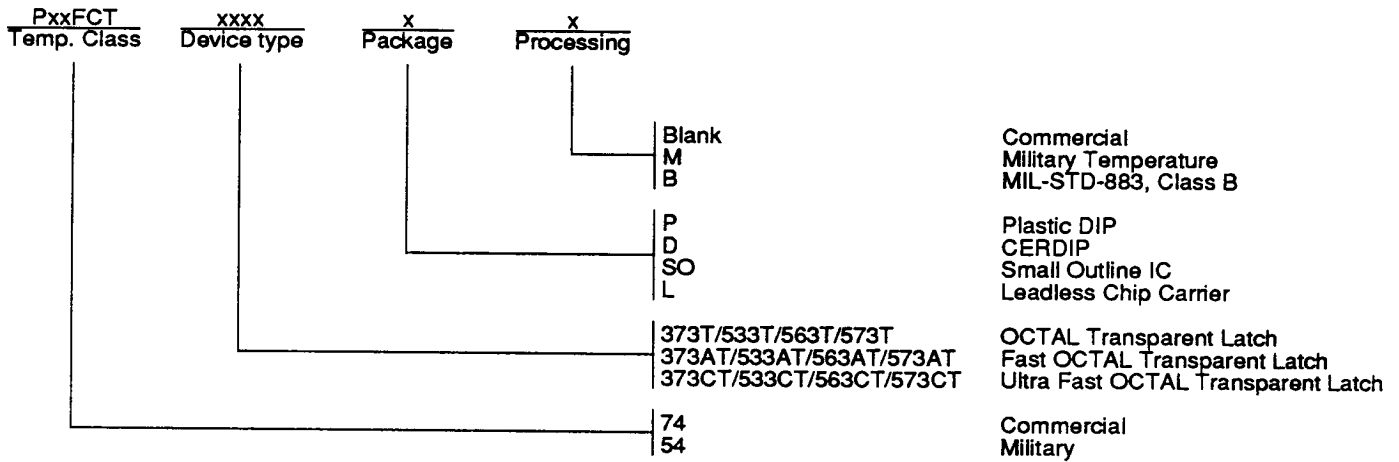 PxxFCT xxxx x x
Temp. Class Device type Package Processing
Blank Commercial
M Military Temperature
B MIL-STD-883, Class B
P Plastic DIP
D CERDIP
SO Small Outline IC
L Leadless Chip Carrier
373T/533T/563T/573T OCTAL Transparent Latch
373AT/533AT/563AT/573AT Fast OCTAL Transparent Latch
373CT/533CT/563CT/573CT Ultra Fast OCTAL Transparent Latch
74 Commercial
54 Military